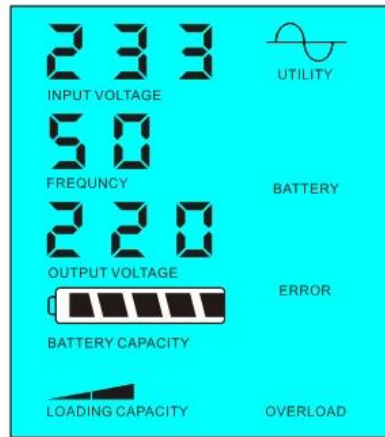 233
UTILITY
INPUT VOLTAGE
50
FREQUNCY
BATTERY
220
OUTPUT VOLTAGE
ERROR
BATTERY CAPACITY
LOADING CAPACITY OVERLOAD